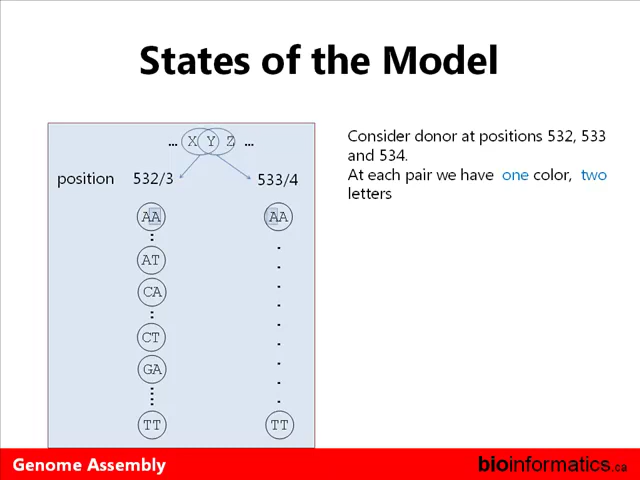 States of the Model
... X Y Z ...
position 532/3 533/4
AA AA
AT
CA
CT
GA
TT TT
Consider donor at positions 532, 533
and 534.
At each pair we have one color, two
letters
Genome Assembly
bioinformatics.ca